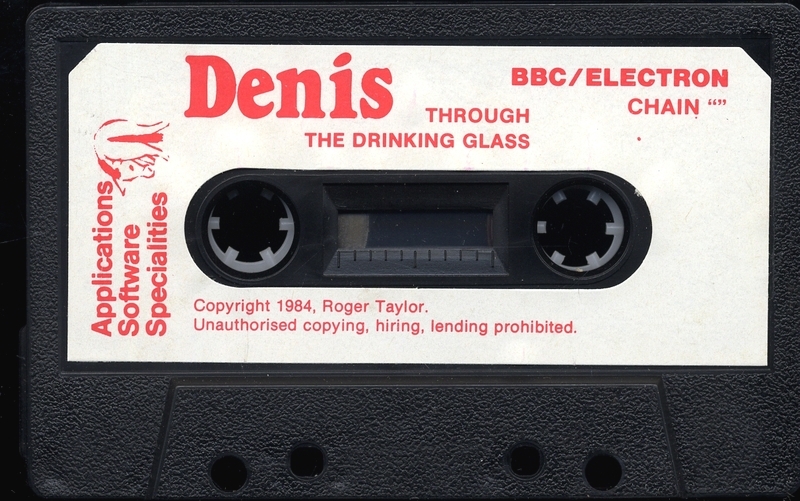 Denis
THROUGH
THE DRINKING GLASS
BBC/ELECTRON
CHAIN “”
Applications
Software
Specialities
Copyright 1984, Roger Taylor.
Unauthorised copying, hiring, lending prohibited.